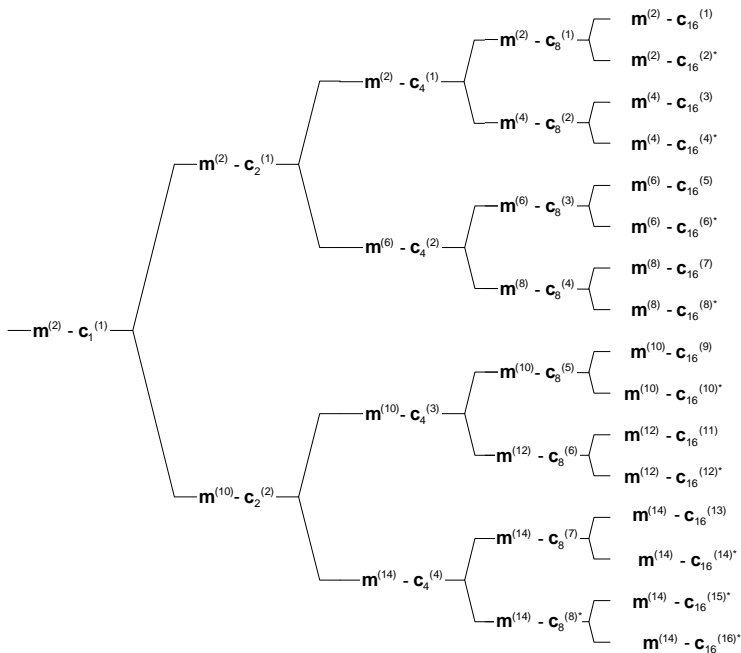 m(2) - c16(1)
m(2) - c8(1)
m(2) - c16(2)*
m(2) - c4(1)
m(4) - c16(3)
m(4) - c8(2)
m(4) - c16(4)*
m(2) - c2(1)
m(6) - c16(5)
m(6) - c8(3)
m(6) - c16(6)*
m(6) - c4(2)
m(8) - c16(7)
m(8) - c8(4)
m(8) - c16(8)*
m(2) - c1(1)
m(10) - c16(9)
m(10) - c8(5)
m(10) - c16(10)*
m(10) - c4(3)
m(12) - c16(11)
m(12) - c8(6)
m(12) - c16(12)*
m(10) - c2(2)
m(14) - c16(13)
m(14) - c8(7)
m(14) - c16(14)*
m(14) - c4(4)
m(14) - c16(15)*
m(14) - c8(8)*
m(14) - c16(16)*